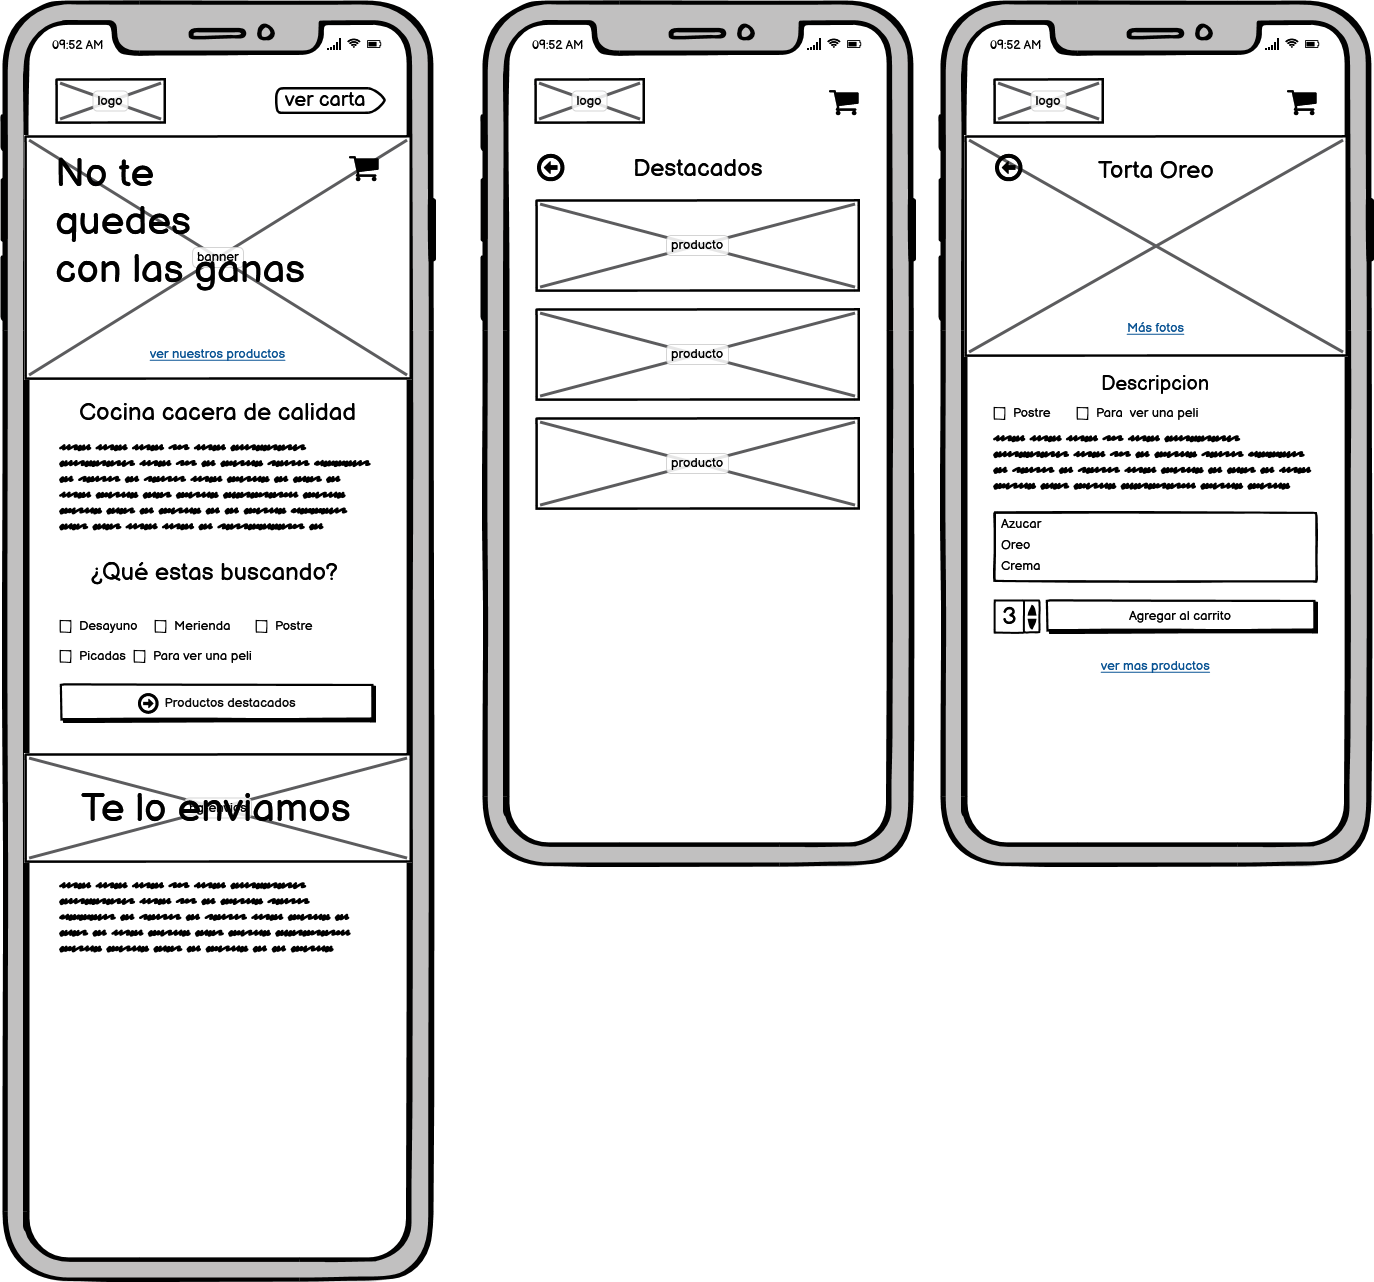 09:52 AM
logo
ver carta
No te
quedes
banner
con las ganas
ver nuestros productos
Cocina cacera de calidad
¿Qué estas buscando?
Desayuno Merienda Postre
Picadas Para ver una peli
Productos destacados
Te lo enviamos
09:52 AM
logo
Destacados
producto
producto
producto
09:52 AM
logo
Torta Oreo
Más fotos
Descripcion
Postre Para ver una peli
Azucar
Oreo
Crema
3 Agregar al carrito
ver mas productos